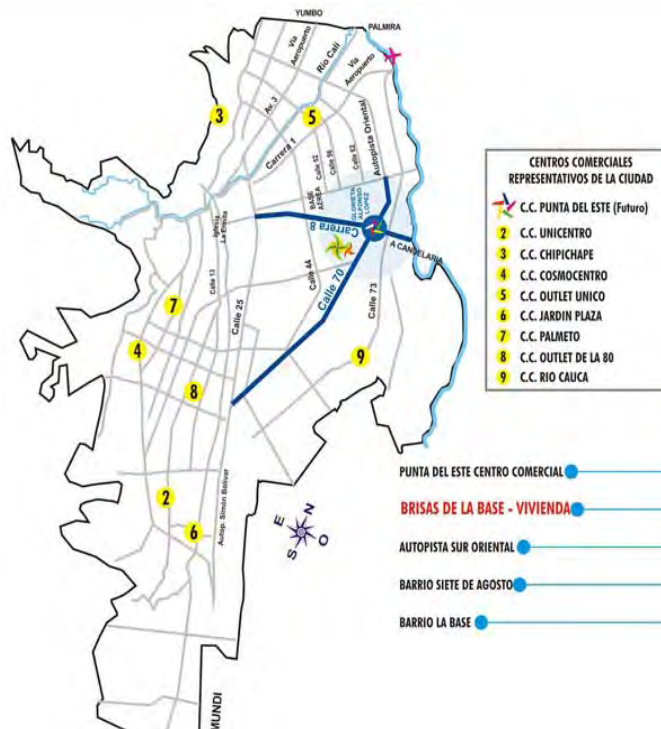 YUMBO
PALMIRA
Vía
Aeropuerto
Río Cali
Vía
Aeropuerto
Av. 3
3
5
Carrera 1
Calle 52
Calle 56
Calle 62
Autopista Oriental
Iglesia
La Ermita
BASE
AÉREA
GLORIETA
ALFONSO
LOPEZ
Carrera 8
A CANDELARIA
Calle 13
Calle 44
Calle 70
Calle 73
Calle 25
7
4
9
8
2
6
Autop. Simón Bolívar
E
N
S
O
MUNDI
CENTROS COMERCIALES
REPRESENTATIVOS DE LA CIUDAD
C.C. PUNTA DEL ESTE (Futuro)
2 C.C. UNICENTRO
3 C.C. CHIPICHAPE
4 C.C. COSMOCENTRO
5 C.C. OUTLET UNICO
6 C.C. JARDIN PLAZA
7 C.C. PALMETO
8 C.C. OUTLET DE LA 80
9 C.C. RIO CAUCA
PUNTA DEL ESTE CENTRO COMERCIAL
BRISAS DE LA BASE - VIVIENDA
AUTOPISTA SUR ORIENTAL
BARRIO SIETE DE AGOSTO
BARRIO LA BASE